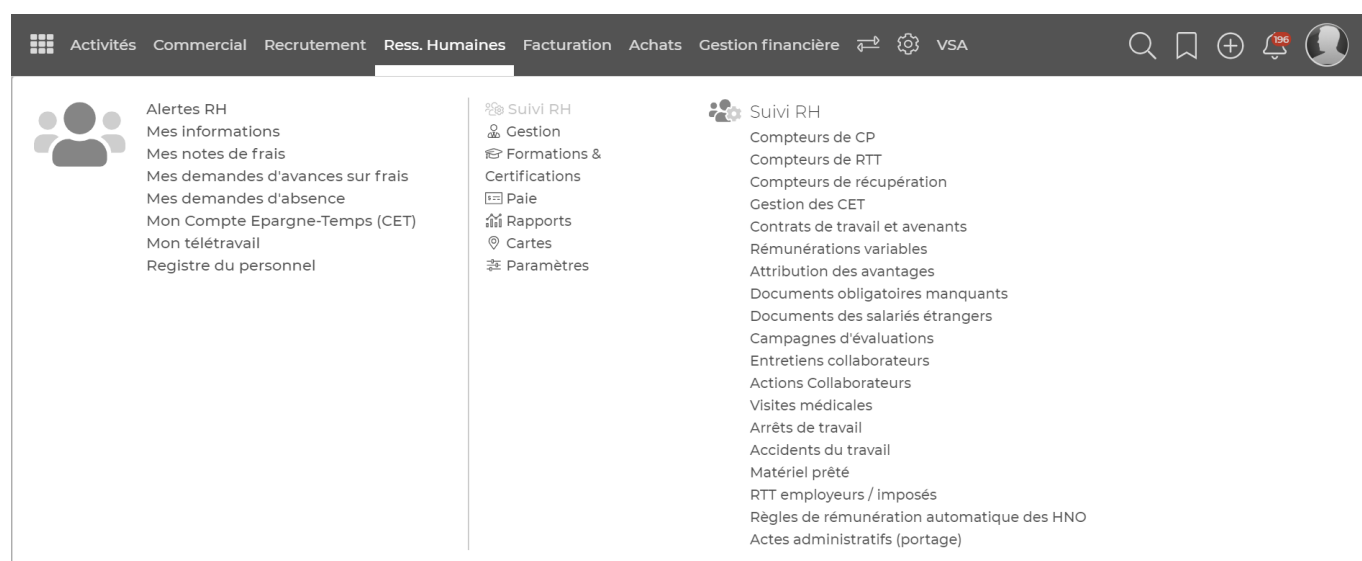 Activités Commercial Recrutement Ress. Humaines Facturation Achats Gestion financière VSA 196
Alertes RH
Mes informations
Mes notes de frais
Mes demandes d'avances sur frais
Mes demandes d'absence
Mon Compte Epargne-Temps (CET)
Mon télétravail
Registre du personnel
Suivi RH
Gestion
Formations &
Certifications
Paie
Rapports
Cartes
Paramètres
Suivi RH
Compteurs de CP
Compteurs de RTT
Compteurs de récupération
Gestion des CET
Contrats de travail et avenants
Rémunérations variables
Attribution des avantages
Documents obligatoires manquants
Documents des salariés étrangers
Campagnes d'évaluations
Entretiens collaborateurs
Actions Collaborateurs
Visites médicales
Arrêts de travail
Accidents du travail
Matériel prêté
RTT employeurs / imposés
Règles de rémunération automatique des HNO
Actes administratifs (portage)